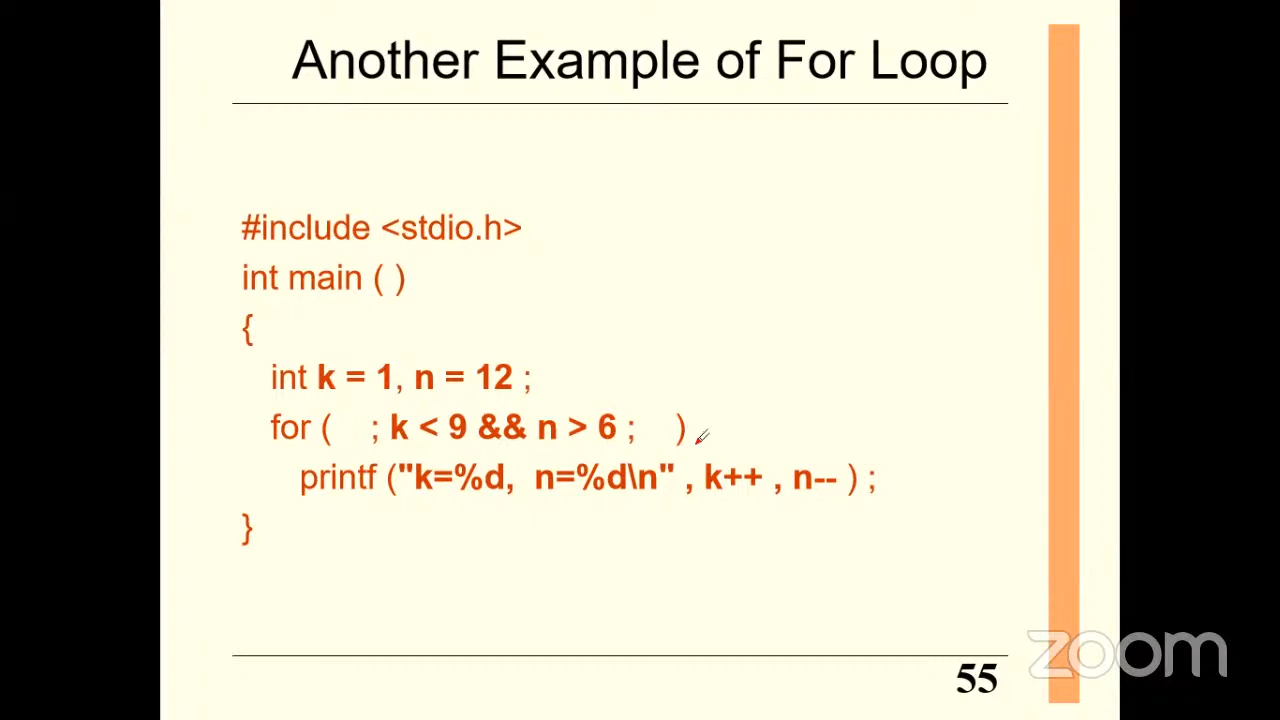 Another Example of For Loop
#include <stdio.h>
int main ( )
{
int k = 1, n = 12 ;
for (    ; k < 9 && n > 6 ;    )
printf ("k=%d,  n=%d\n" , k++ , n-- ) ;
}
zoom
55